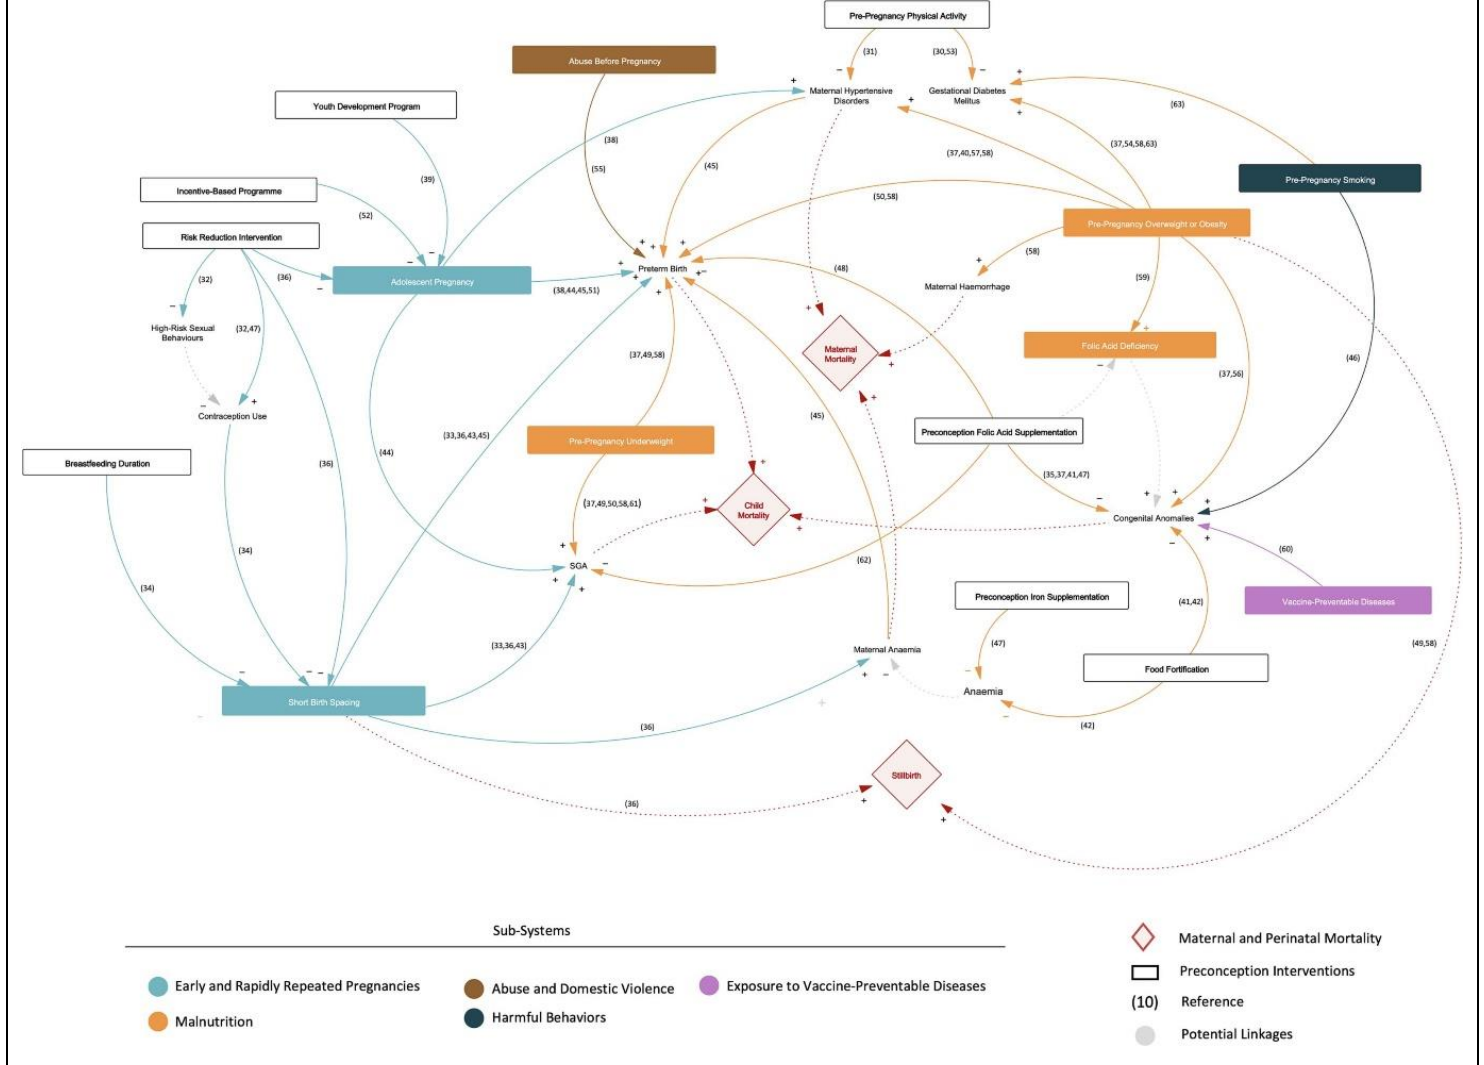 Pre-Pregnancy Physical Activity
(31)
(30,53)
Abuse Before Pregnancy
−
−
+
+
Maternal Hypertensive
Disorders
+
Gestational Diabetes
Melitus
+
(63)
Youth Development Program
(38)
(55)
(45)
(37,40,57,58)
(37,54,58,63)
(39)
Pre-Pregnancy Smoking
Incentive-Based Programme
(52)
(50,58)
Pre-Pregnancy Overweight or Obesity
Risk Reduction Intervention
(32)
(36)
−
−
−
Adolescent Pregnancy
(38,44,45,51)
+
+
+
+
+
Preterm Birth
+−
+
(48)
(58)
+
Maternal Haemorrhage
(59)
−
High-Risk Sexual
Behaviours
(32,47)
+
Maternal
Mortality
+
+
+
Folic Acid Deficiency
−
(37,49,58)
(46)
(37,56)
−
+
Contraception Use
(45)
Preconception Folic Acid Supplementation
(33,36,43,45)
Pre-Pregnancy Underweight
(44)
(36)
Breastfeeding Duration
+
(35,37,41,47)
(37,49,50,58,61)
+
Child
Mortality
+
−
+
+
+
Congenital Anomalies
−
+
(34)
+
SGA
−
+
+
(62)
(60)
(34)
Preconception Iron Supplementation
(41,42)
Vaccine-Preventable Diseases
(33,36,43)
Maternal Anaemia
+
−
(47)
−
Anaemia
−
Food Fortification
(49,58)
−
−
−
Short Birth Spacing
−
+
(36)
(42)
Stillbirth
(36)
+
+
Sub-Systems
Early and Rapidly Repeated Pregnancies
Abuse and Domestic Violence
Exposure to Vaccine-Preventable Diseases
Malnutrition
Harmful Behaviors
Maternal and Perinatal Mortality
Preconception Interventions
(10) Reference
Potential Linkages